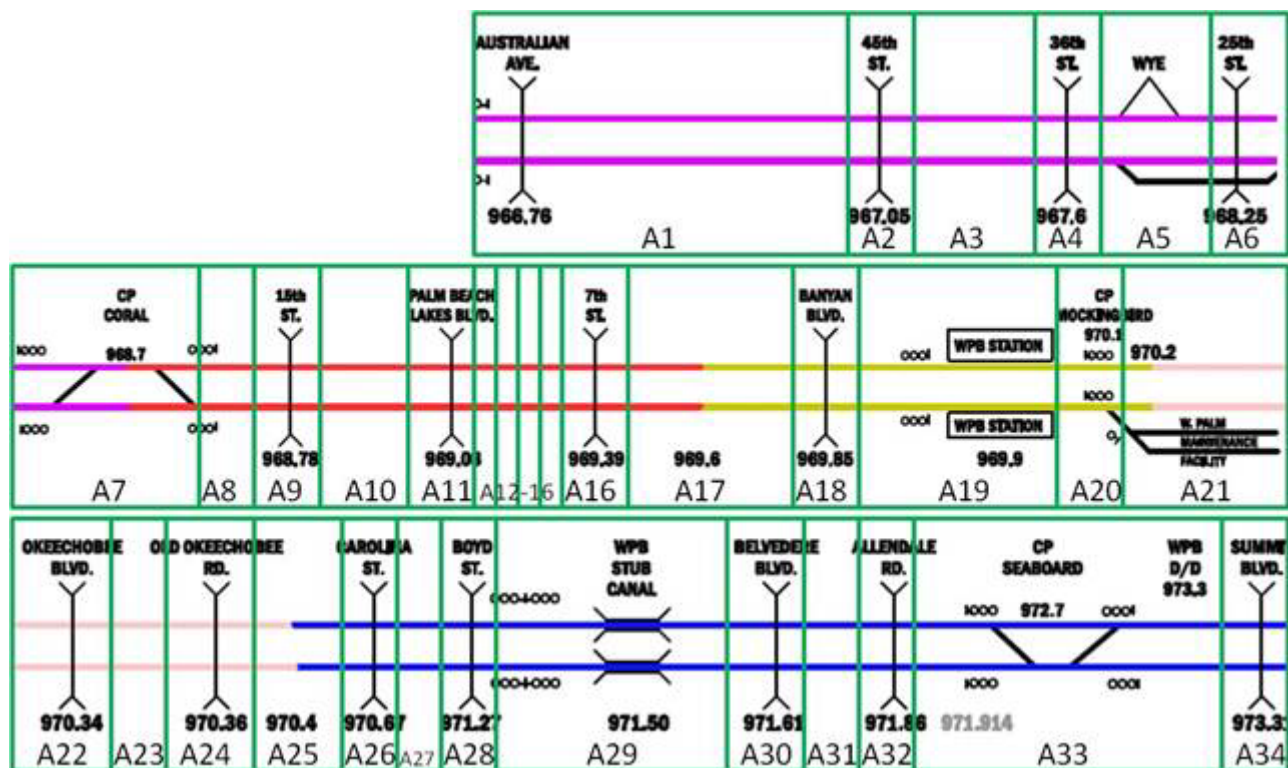 AUSTRALIAN
AVE.
45th
ST.
36th
ST.
WYE
25th
ST.
966.76
967.05
967.6
968.25
A1
A2
A3
A4
A5
A6
CP
CORAL
15th
ST.
PALM BEACH
LAKES BLVD.
7th
ST.
BANYAN
BLVD.
CP
MOCKINGBIRD
968.7
WPB STATION
970.1
970.2
WPB STATION
W. PALM
MAINTENANCE
FACILITY
968.78
969.39
969.6
969.85
969.9
A7
A8
A9
A10
A11
A12-16
A16
A17
A18
A19
A20
A21
OKEECHOBEE
BLVD.
OLD OKEECHOBEE
RD.
CAROLINA
ST.
BOYD
ST.
WPB
STUB
CANAL
BELVEDERE
BLVD.
ALLENDALE
RD.
CP
SEABOARD
WPB
D/D
973.3
SUMM
BLVD.
972.7
970.34
970.36
970.4
970.67
971.27
971.50
971.61
971.86
971.914
973.3
A22
A23
A24
A25
A26
A27
A28
A29
A30
A31
A32
A33
A34